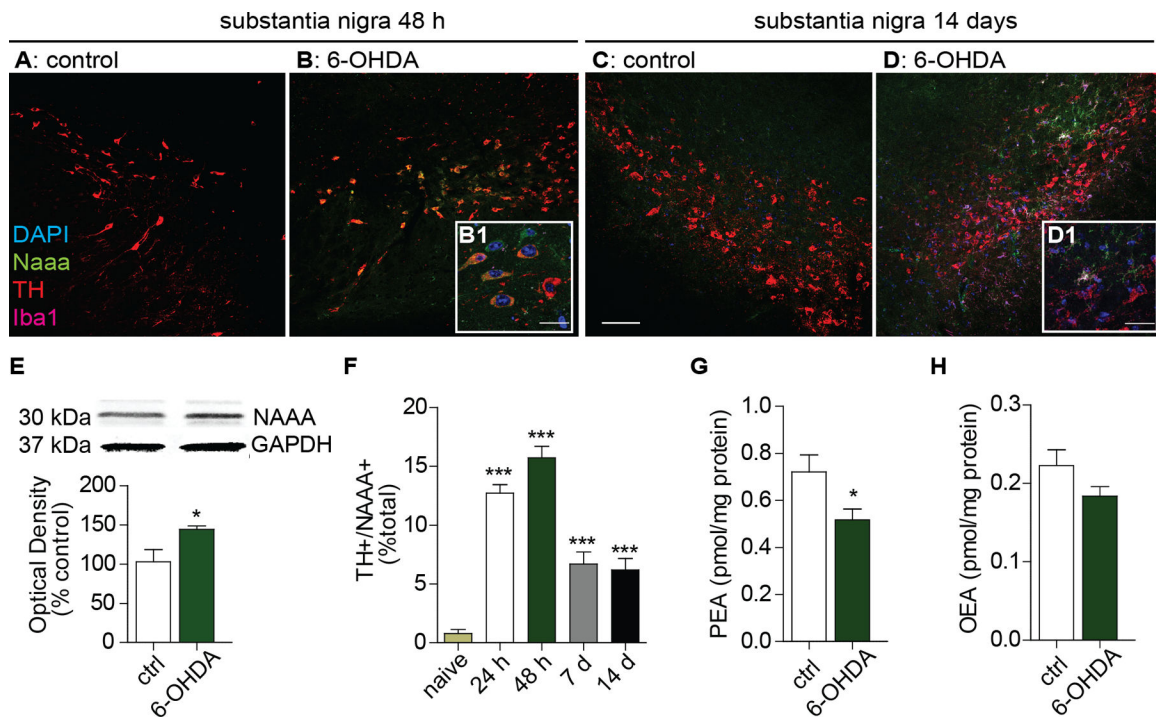 substantia nigra 48 h
substantia nigra 14 days
A: control
B: 6-OHDA
C: control
D: 6-OHDA
DAPI
Naaa
TH
Iba1
B1
D1
E
30 kDa
NAAA
37 kDa
GAPDH
Optical Density
(% control)
200
150
100
50
0
*
ctrl
6-OHDA
F
TH+/NAAA+
(%total)
20
15
10
5
0
***
***
***
***
naive
24 h
48 h
7 d
14 d
G
PEA (pmol/mg protein)
1.0
0.8
0.6
0.4
0.2
0.0
*
ctrl
6-OHDA
H
OEA (pmol/mg protein)
0.3
0.2
0.1
0.0
ctrl
6-OHDA